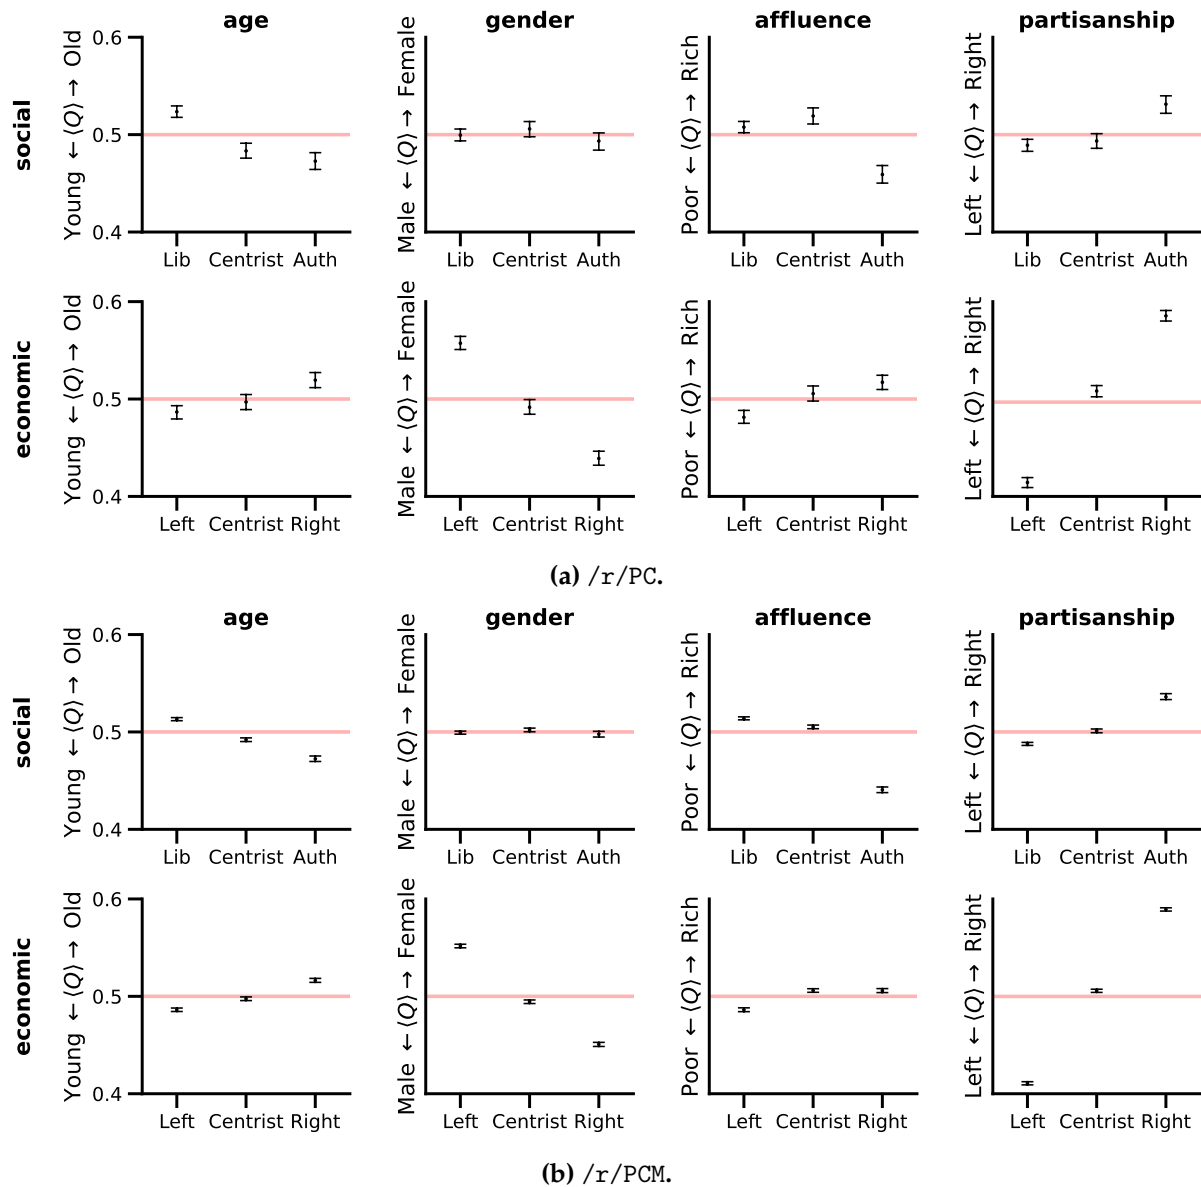 age gender affluence partisanship
social
Young ←⟨Q⟩→ Old
0.6
0.5
0.4
Male ←⟨Q⟩→ Female
Poor ←⟨Q⟩→ Rich
Left ←⟨Q⟩→ Right
Lib Centrist Auth Lib Centrist Auth Lib Centrist Auth Lib Centrist Auth
economic
Young ←⟨Q⟩→ Old
0.6
0.5
0.4
Male ←⟨Q⟩→ Female
Poor ←⟨Q⟩→ Rich
Left ←⟨Q⟩→ Right
Left Centrist Right Left Centrist Right Left Centrist Right Left Centrist Right
(a) /r/PC.
age gender affluence partisanship
social
Young ←⟨Q⟩→ Old
0.6
0.5
0.4
Male ←⟨Q⟩→ Female
Poor ←⟨Q⟩→ Rich
Left ←⟨Q⟩→ Right
Lib Centrist Auth Lib Centrist Auth Lib Centrist Auth Lib Centrist Auth
economic
Young ←⟨Q⟩→ Old
0.6
0.5
0.4
Male ←⟨Q⟩→ Female
Poor ←⟨Q⟩→ Rich
Left ←⟨Q⟩→ Right
Left Centrist Right Left Centrist Right Left Centrist Right Left Centrist Right
(b) /r/PCM.